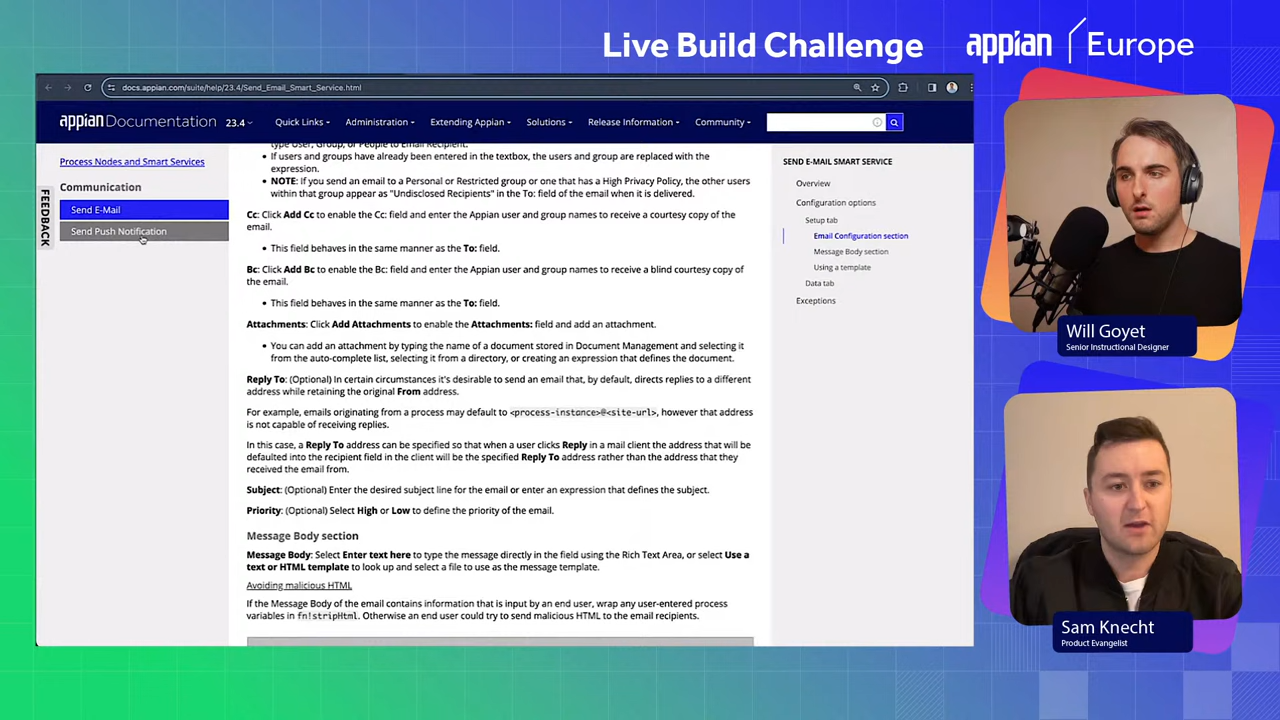 Live Build Challenge
appian Europe
docs.appian.com/suite/help/23.4/Send_Email_Smart_Service.html
appian Documentation 23.4
Quick Links
Administration
Extending Appian
Solutions
Release Information
Community
FEEDBACK
Process Nodes and Smart Services
Communication
Send E-Mail
Send Push Notification
type User, Group, or People to Email Recipient.
• If users and groups have already been entered in the textbox, the users and group are replaced with the
expression.
• NOTE: If you send an email to a Personal or Restricted group or one that has a High Privacy Policy, the other users
within that group appear as "Undisclosed Recipients" in the To: field of the email when it is delivered.
Cc: Click Add Cc to enable the Cc: field and enter the Appian user and group names to receive a courtesy copy of the
email.
• This field behaves in the same manner as the To: field.
Bc: Click Add Bc to enable the Bc: field and enter the Appian user and group names to receive a blind courtesy copy of
the email.
• This field behaves in the same manner as the To: field.
Attachments: Click Add Attachments to enable the Attachments: field and add an attachment.
• You can add an attachment by typing the name of a document stored in Document Management and selecting it
from the auto-complete list, selecting it from a directory, or creating an expression that defines the document.
Reply To: (Optional) In certain circumstances it's desirable to send an email that, by default, directs replies to a different
address while retaining the original From address.
For example, emails originating from a process may default to <process-instance>@<site-url>, however that address
is not capable of receiving replies.
In this case, a Reply To address can be specified so that when a user clicks Reply in a mail client the address that will be
defaulted into the recipient field in the client will be the specified Reply To address rather than the address that they
received the email from.
Subject: (Optional) Enter the desired subject line for the email or enter an expression that defines the subject.
Priority: (Optional) Select High or Low to define the priority of the email.
Message Body section
Message Body: Select Enter text here to type the message directly in the field using the Rich Text Area, or select Use a
text or HTML template to look up and select a file to use as the message template.
Avoiding malicious HTML
If the Message Body of the email contains information that is input by an end user, wrap any user-entered process
variables in fn!stripHtml. Otherwise an end user could try to send malicious HTML to the email recipients.
SEND E-MAIL SMART SERVICE
Overview
Configuration options
Setup tab
Email Configuration section
Message Body section
Using a template
Data tab
Exceptions
Will Goyet
Senior Instructional Designer
Sam Knecht
Product Evangelist